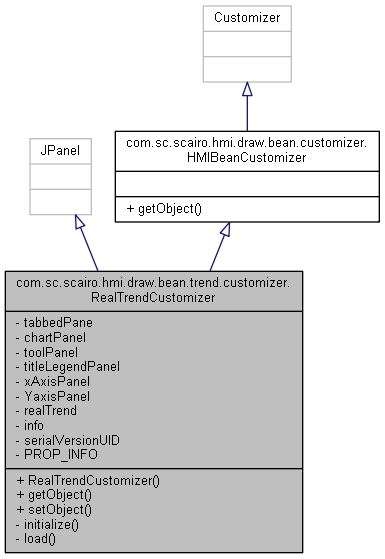 Customizer
com.sc.scairo.hmi.draw.bean.customizer.
HMIBeanCustomizer
+ getObject()
JPanel
com.sc.scairo.hmi.draw.bean.trend.customizer.
RealTrendCustomizer
- tabbedPane
- chartPanel
- toolPanel
- titleLegendPanel
- xAxisPanel
- YaxisPanel
- realTrend
- info
- serialVersionUID
- PROP_INFO
+ RealTrendCustomizer()
+ getObject()
+ setObject()
- initialize()
- load()